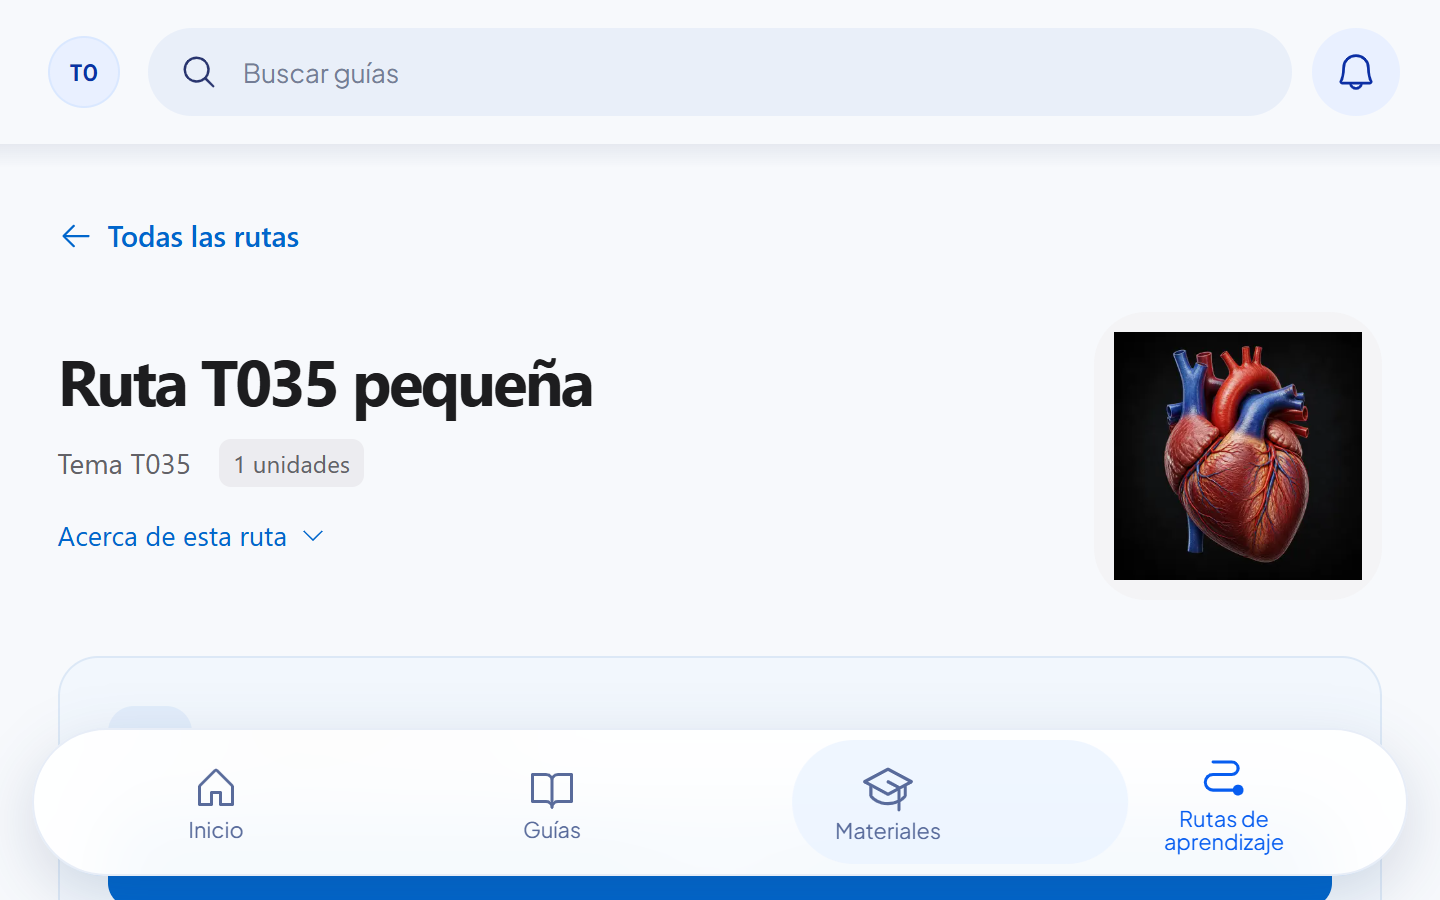 TO
Buscar guías
Todas las rutas
Ruta T035 pequeña
Tema T035
1 unidades
Acerca de esta ruta
Inicio
Guías
Materiales
Rutas de
aprendizaje